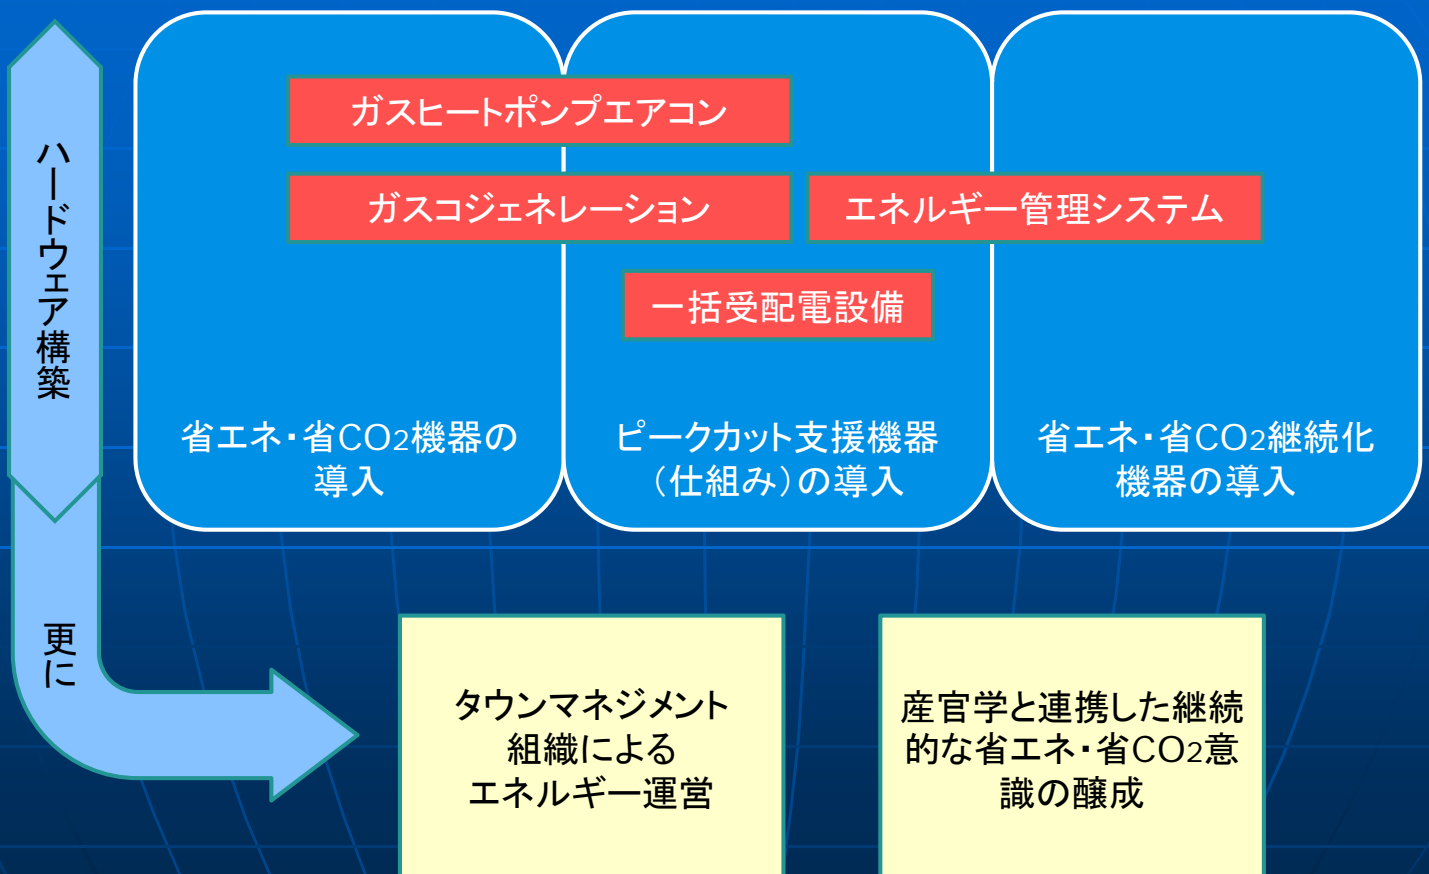 ハードウェア構築
ガスヒートポンプエアコン
ガスコジェネレーション
エネルギー管理システム
一括受配電設備
省エネ・省CO2機器の
導入
ピークカット支援機器
（仕組み）の導入
省エネ・省CO2継続化
機器の導入
更に
タウンマネジメント
組織による
エネルギー運営
産官学と連携した継続
的な省エネ・省CO2意
識の醸成